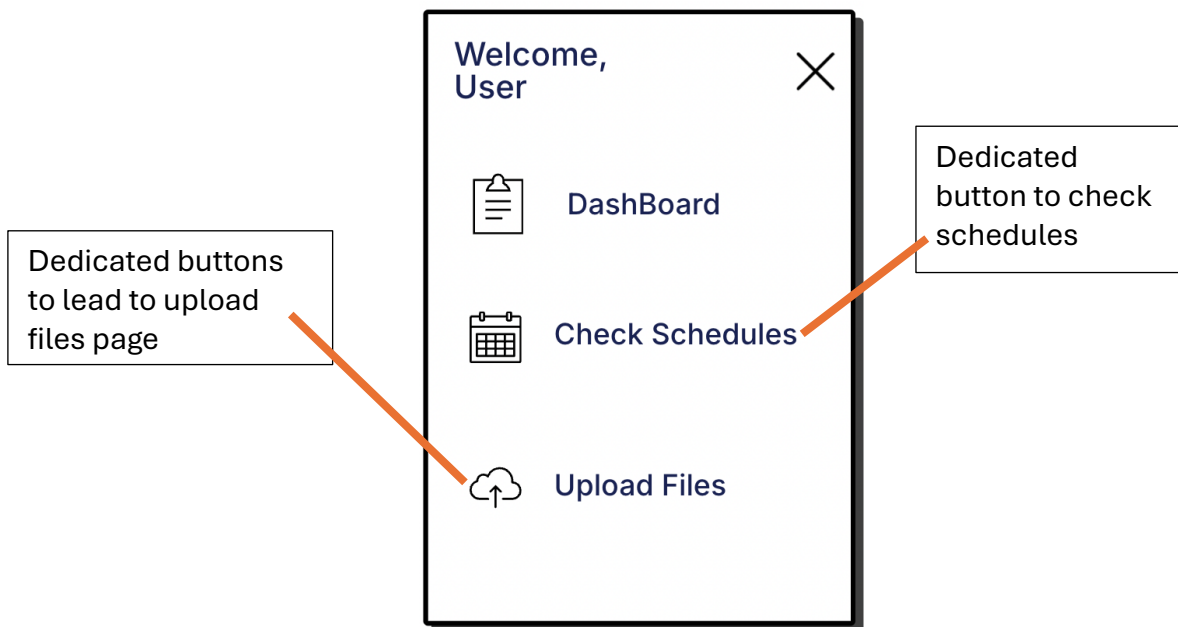 Welcome,
User
DashBoard
Dedicated
button to check
schedules
Dedicated buttons
to lead to upload
files page
Check Schedules
Upload Files